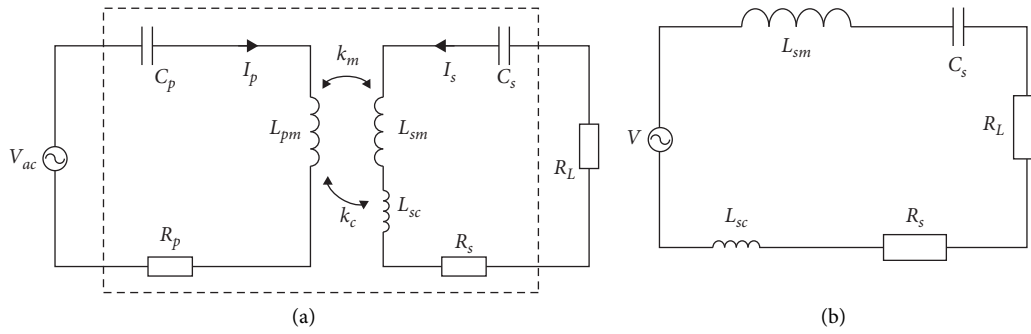 C_p
I_p
k_m
I_s
C_s
L_pm
L_sm
V_ac
R_L
k_c
L_sc
R_p
R_s
(a)
L_sm
C_s
V
R_L
L_sc
R_s
(b)